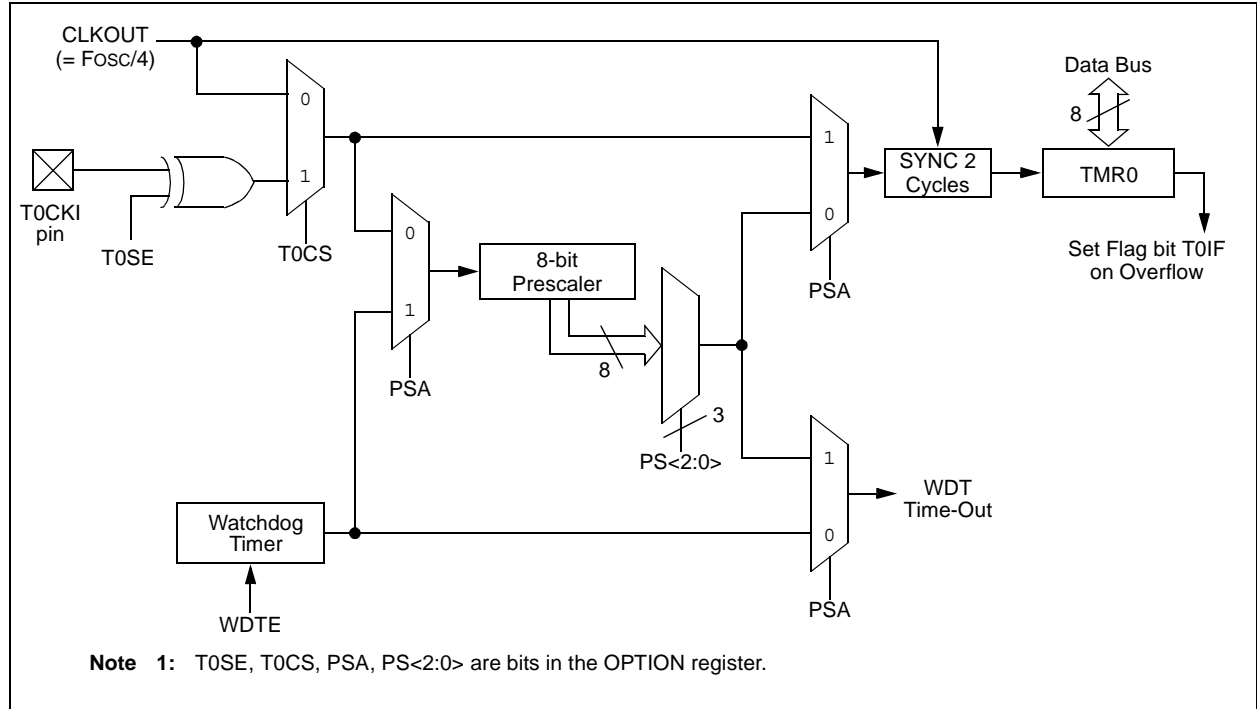 CLKOUT
(= FOSC/4)
Data Bus
8
0
1
1
SYNC 2
Cycles
TMR0
T0CKI
pin
T0SE
T0CS
0
8-bit
Prescaler
0
PSA
Set Flag bit T0IF
on Overflow
1
8
PSA
3
PS<2:0>
1
WDT
Time-Out
Watchdog
Timer
0
WDTE
PSA
Note 1: T0SE, T0CS, PSA, PS<2:0> are bits in the OPTION register.